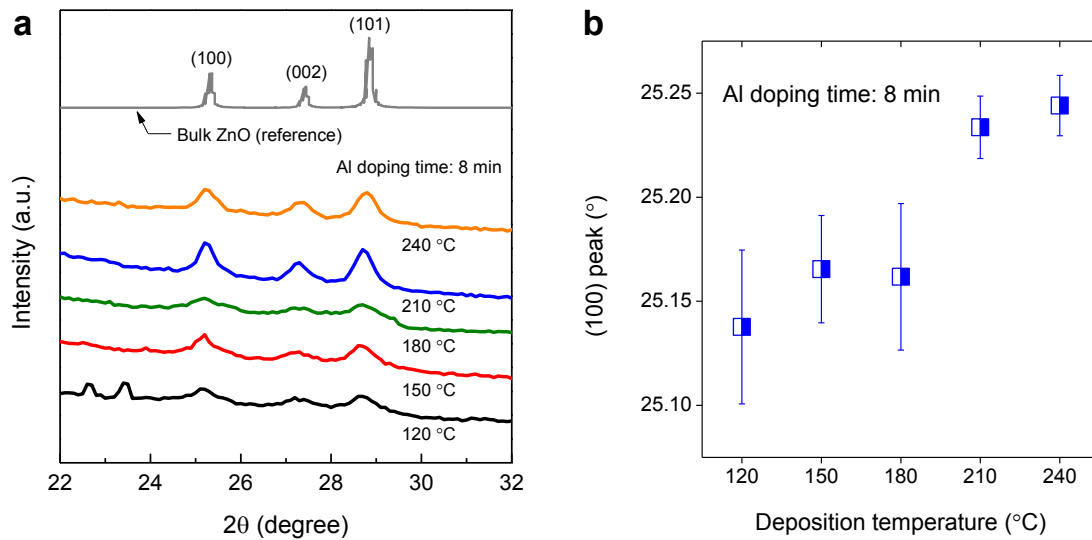 a
(100)
(002)
(101)
Bulk ZnO (reference)
Al doping time: 8 min
240 °C
210 °C
180 °C
150 °C
120 °C
Intensity (a.u.)
22 24 26 28 30 32
2θ (degree)
b
Al doping time: 8 min
25.25
25.20
25.15
25.10
(100) peak (°)
120 150 180 210 240
Deposition temperature (°C)